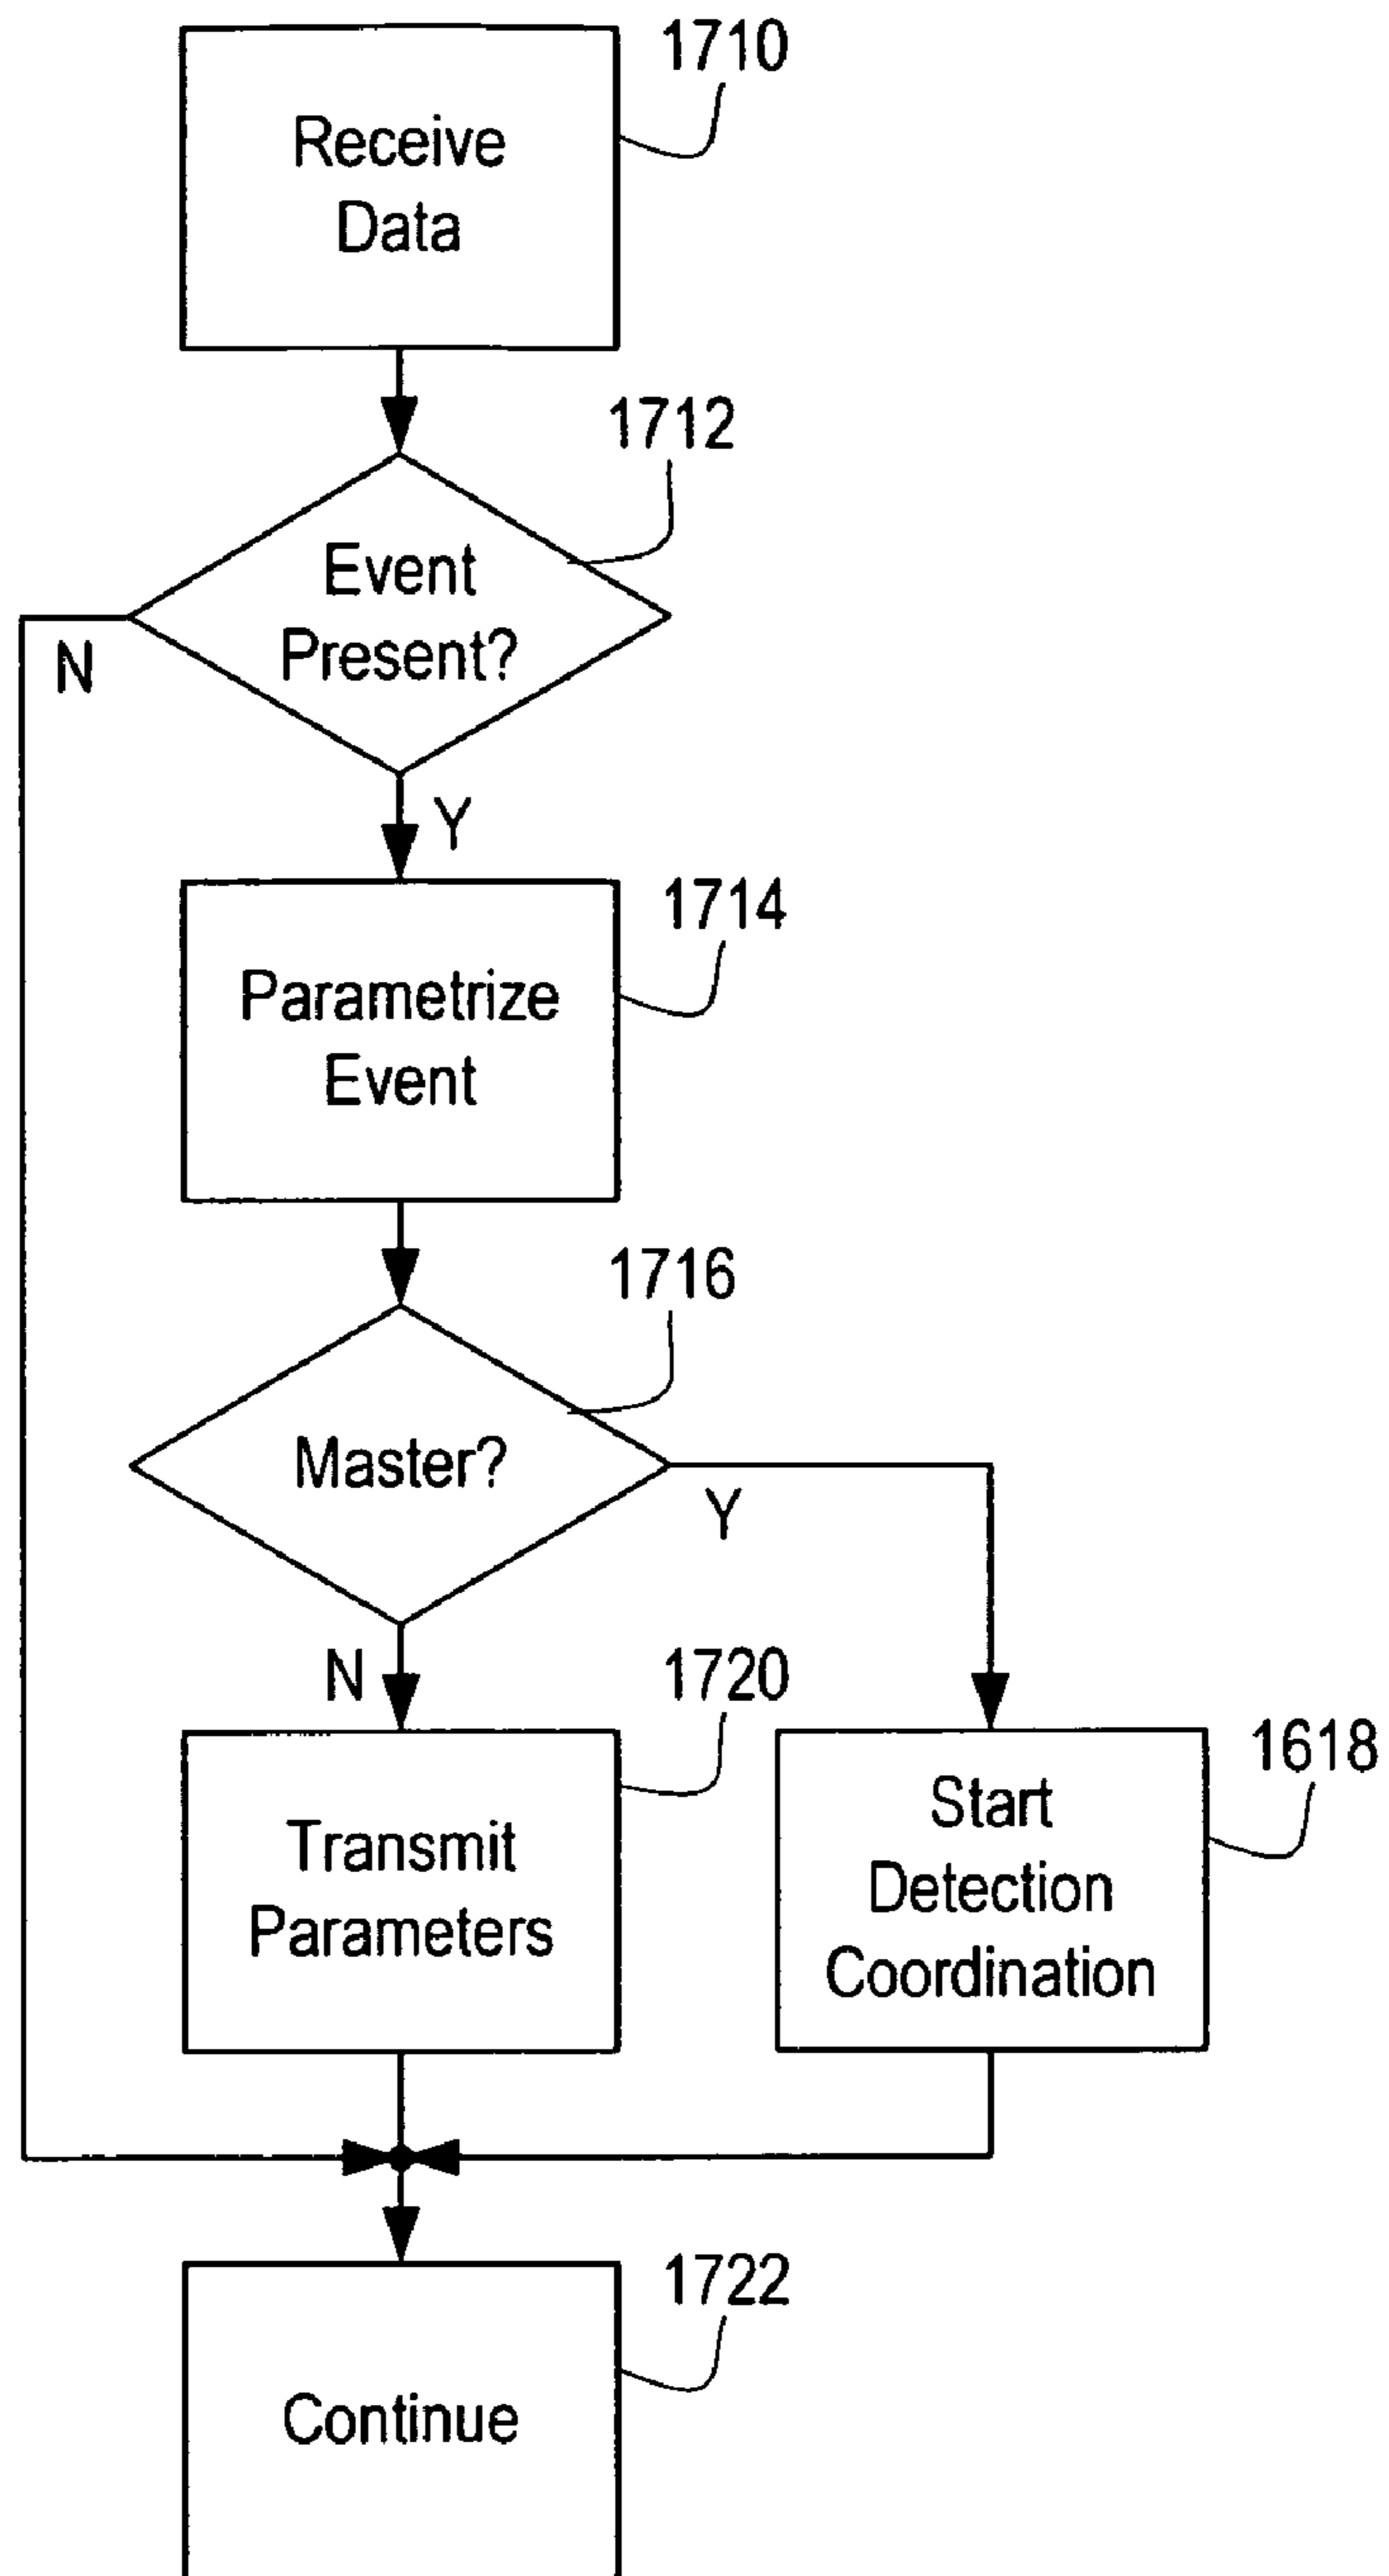 1710
Receive
Data
1712
Event
Present?
N
Y
1714
Parametrize
Event
1716
Master?
Y
N
1720
Transmit
Parameters
1618
Start
Detection
Coordination
1722
Continue